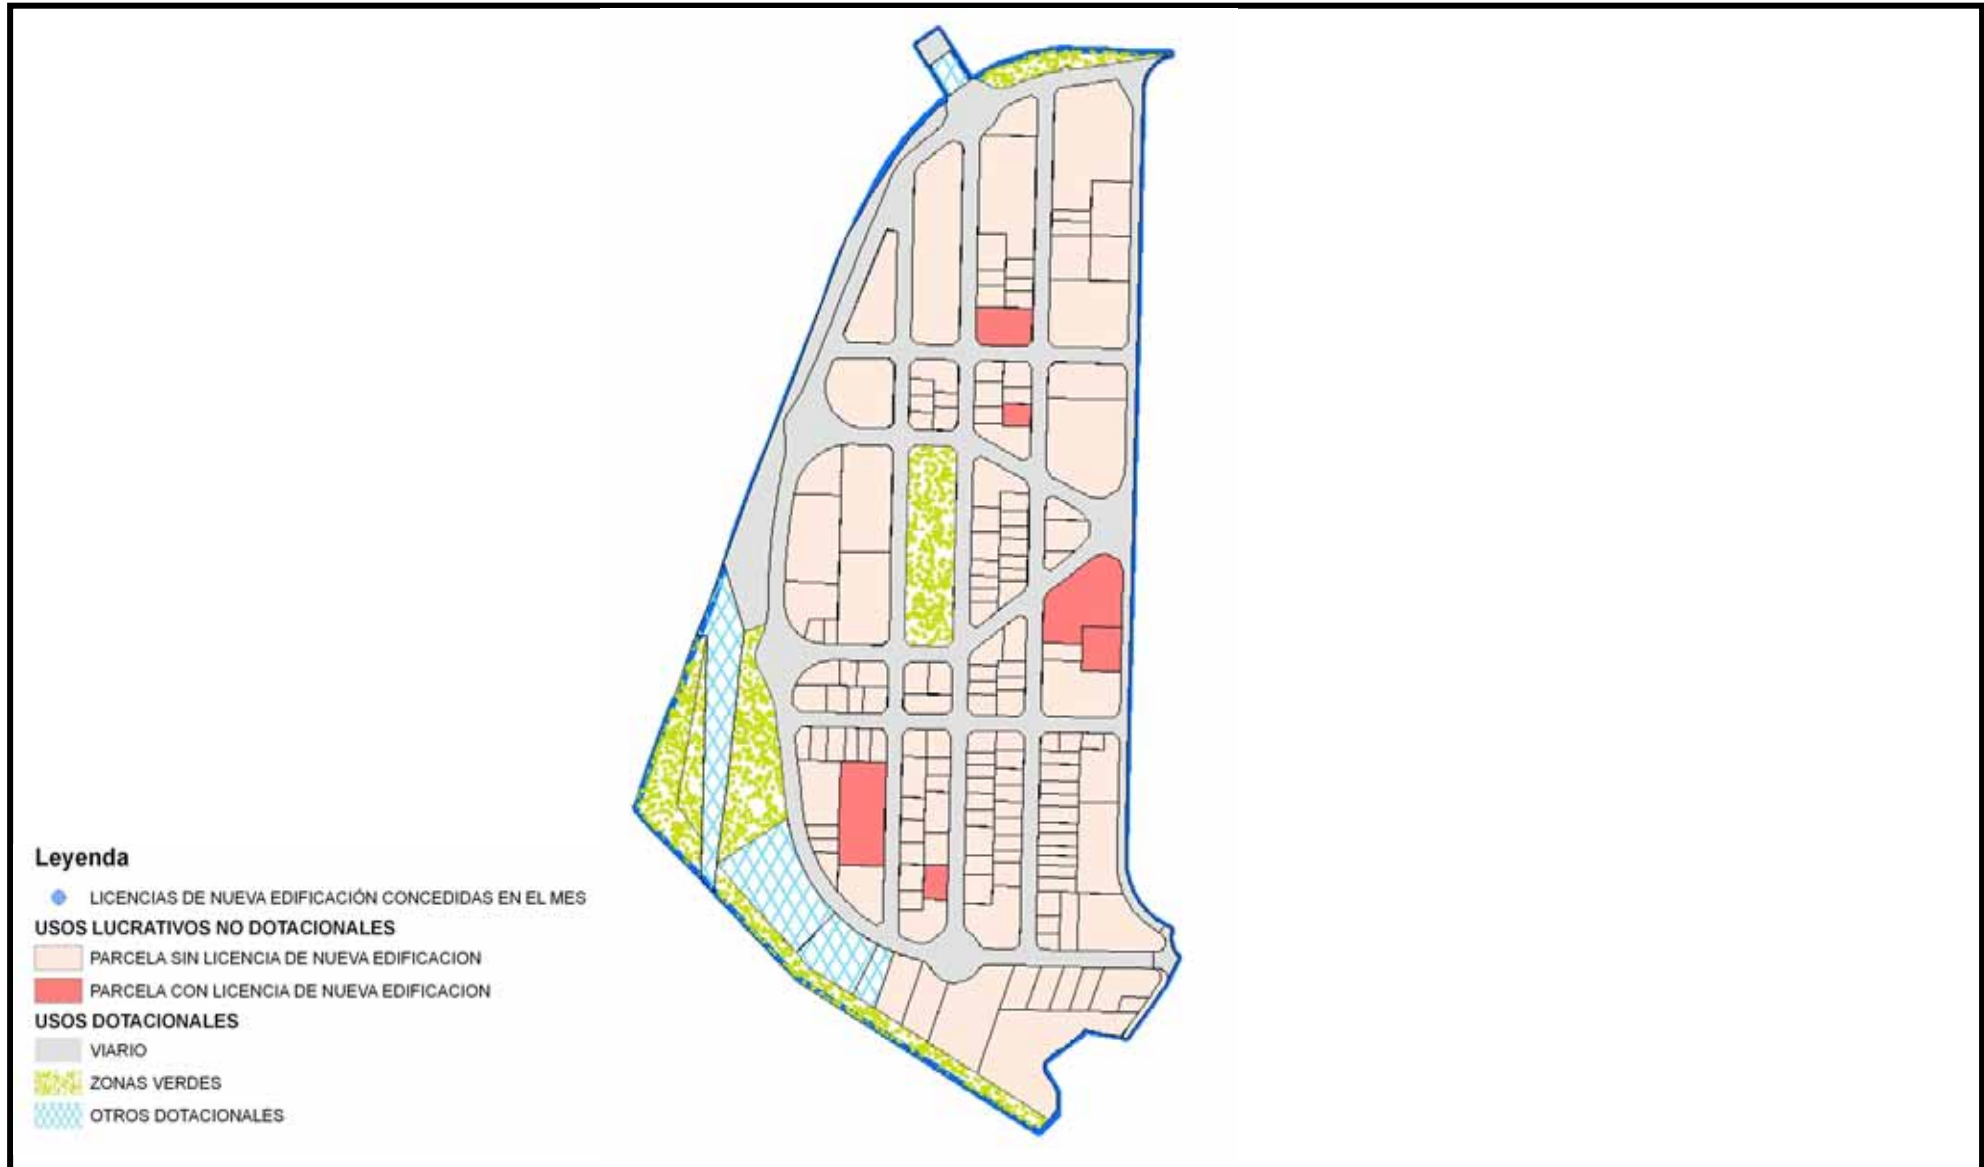 Leyenda
LICENCIAS DE NUEVA EDIFICACIÓN CONCEDIDAS EN EL MES
USOS LUCRATIVOS NO DOTACIONALES
PARCELA SIN LICENCIA DE NUEVA EDIFICACION
PARCELA CON LICENCIA DE NUEVA EDIFICACION
USOS DOTACIONALES
VIARIO
ZONAS VERDES
OTROS DOTACIONALES